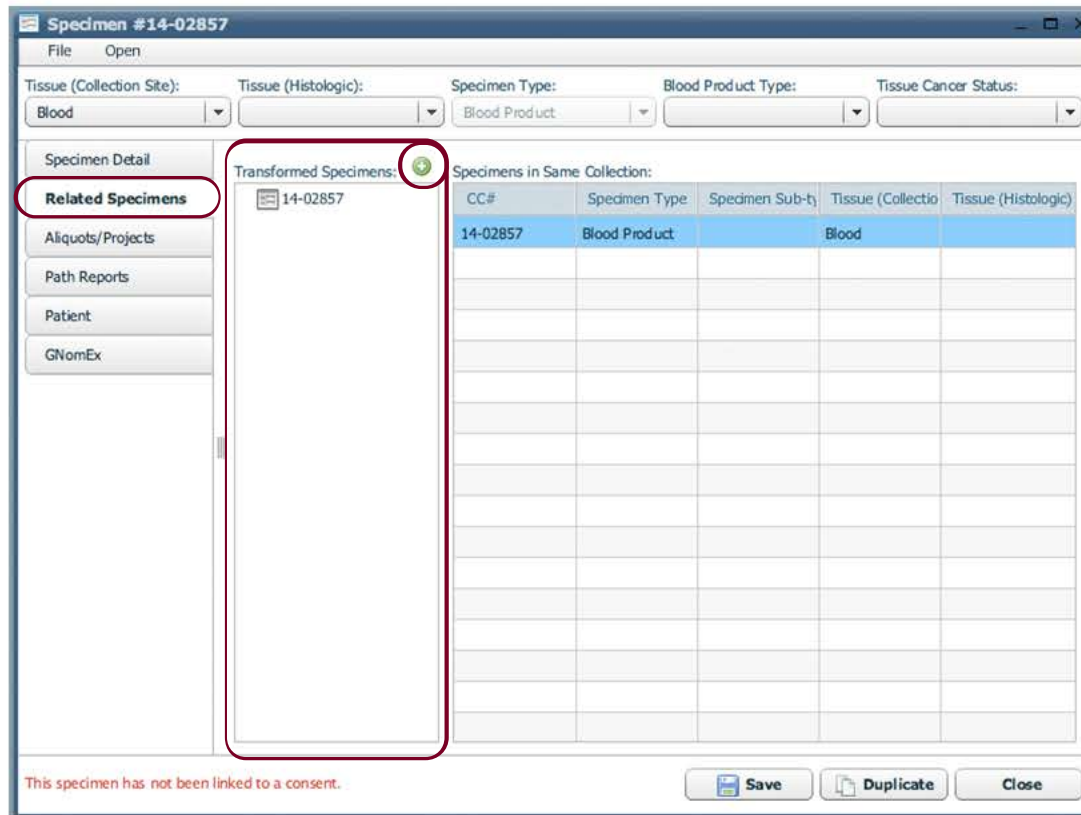 Specimen #14-02857
File Open
Tissue (Collection Site): Tissue (Histologic): Specimen Type: Blood Product Type: Tissue Cancer Status:
Blood Blood Product
Specimen Detail
Related Specimens
Aliquots/Projects
Path Reports
Patient
GNomEx
Transformed Specimens:
14-02857
Specimens in Same Collection:
CC# Specimen Type Specimen Sub-ty Tissue (Collectio Tissue (Histologic)
14-02857 Blood Product Blood
This specimen has not been linked to a consent.
Save Duplicate Close